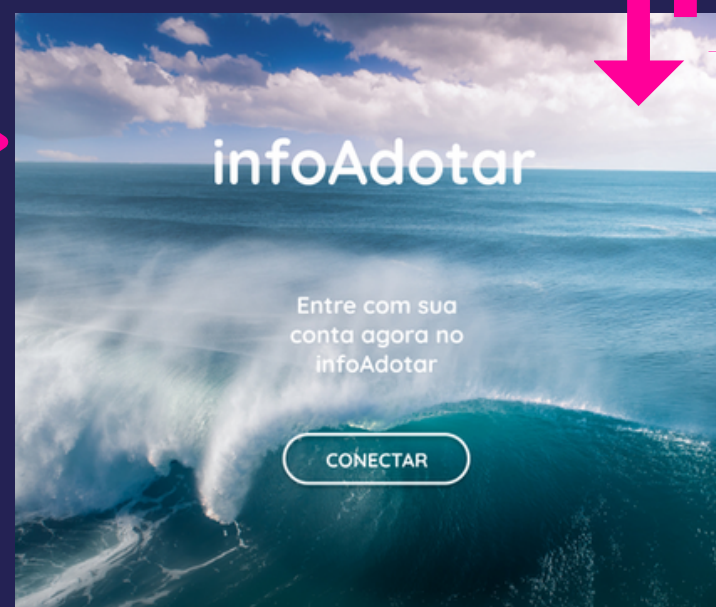 infoAdotar
Entre com sua
conta agora no
infoAdotar
CONECTAR